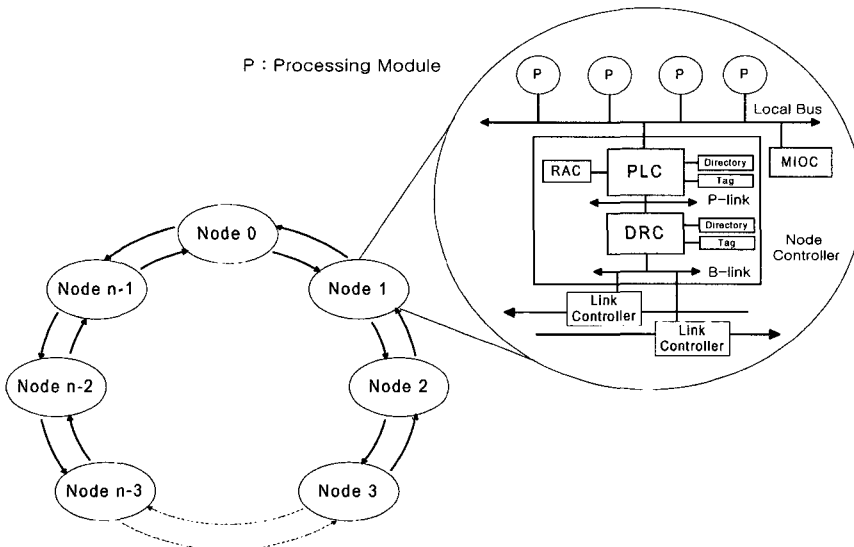 P : Processing Module
P P P P
Local Bus
MIOC
RAC
PLC
Directory
Tag
P-link
DRC
Directory
Tag
Node
Controller
B-link
Link
Controller
Link
Controller
Node 0
Node n-1
Node 1
Node n-2
Node 2
Node n-3
Node 3